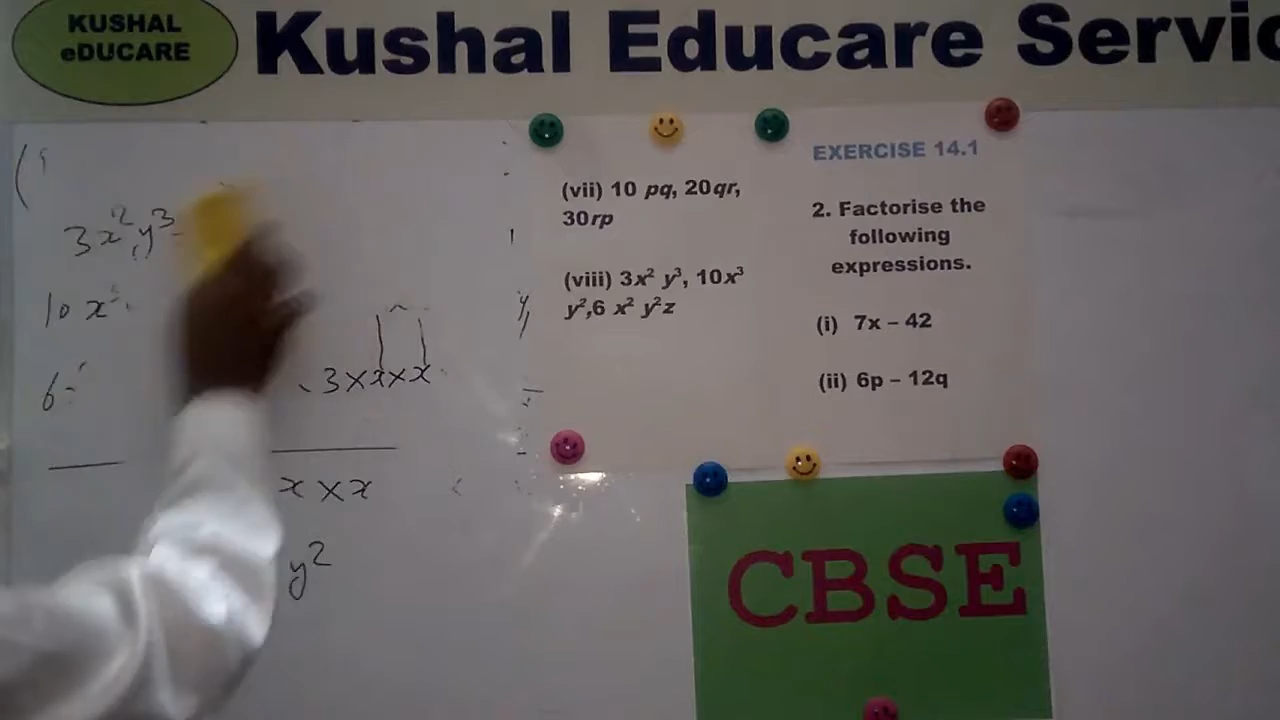 KUSHAL
eDUCARE
Kushal Educare Servic
3x²y³
10 x
6
3×x×x
x×x
y²
(vii) 10 pq, 20qr,
30rp
(viii) 3x² y³, 10x³
y²,6 x² y²z
EXERCISE 14.1
2. Factorise the
following
expressions.
(i) 7x – 42
(ii) 6p – 12q
CBSE